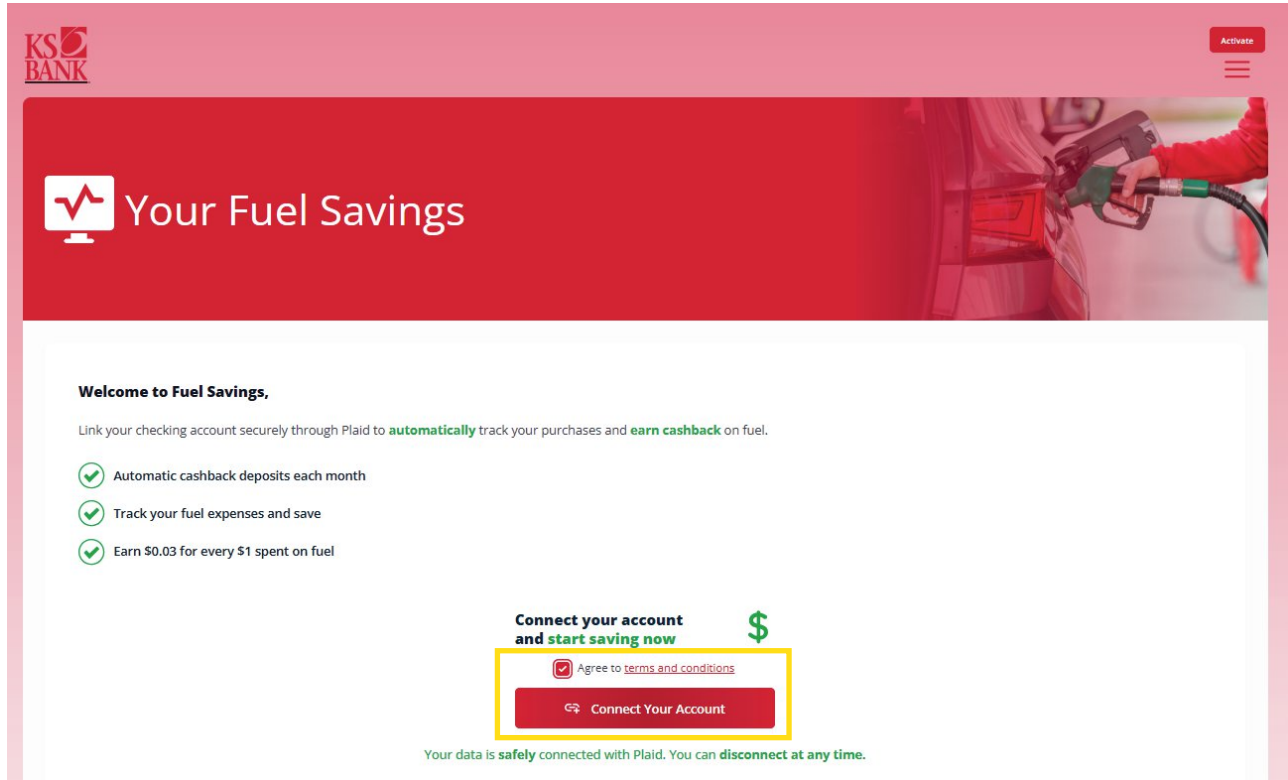 KS
BANK
Activate
Your Fuel Savings
Welcome to Fuel Savings,
Link your checking account securely through Plaid to automatically track your purchases and earn cashback on fuel.
Automatic cashback deposits each month
Track your fuel expenses and save
Earn $0.03 for every $1 spent on fuel
Connect your account
and start saving now
$
Agree to terms and conditions
Connect Your Account
Your data is safely connected with Plaid. You can disconnect at any time.